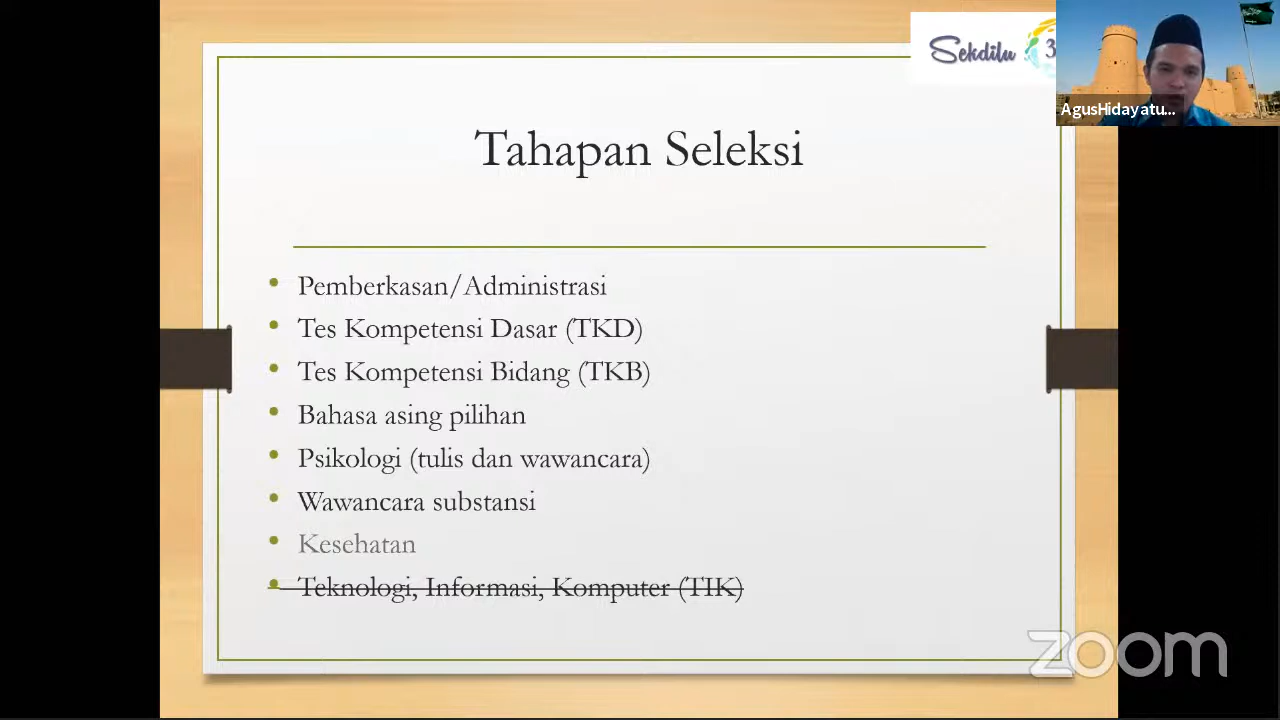 Sekdilu 3
AgusHidayatu...
Tahapan Seleksi
Pemberkasan/Administrasi
Tes Kompetensi Dasar (TKD)
Tes Kompetensi Bidang (TKB)
Bahasa asing pilihan
Psikologi (tulis dan wawancara)
Wawancara substansi
Kesehatan
Teknologi, Informasi, Komputer (TIK)
zoom